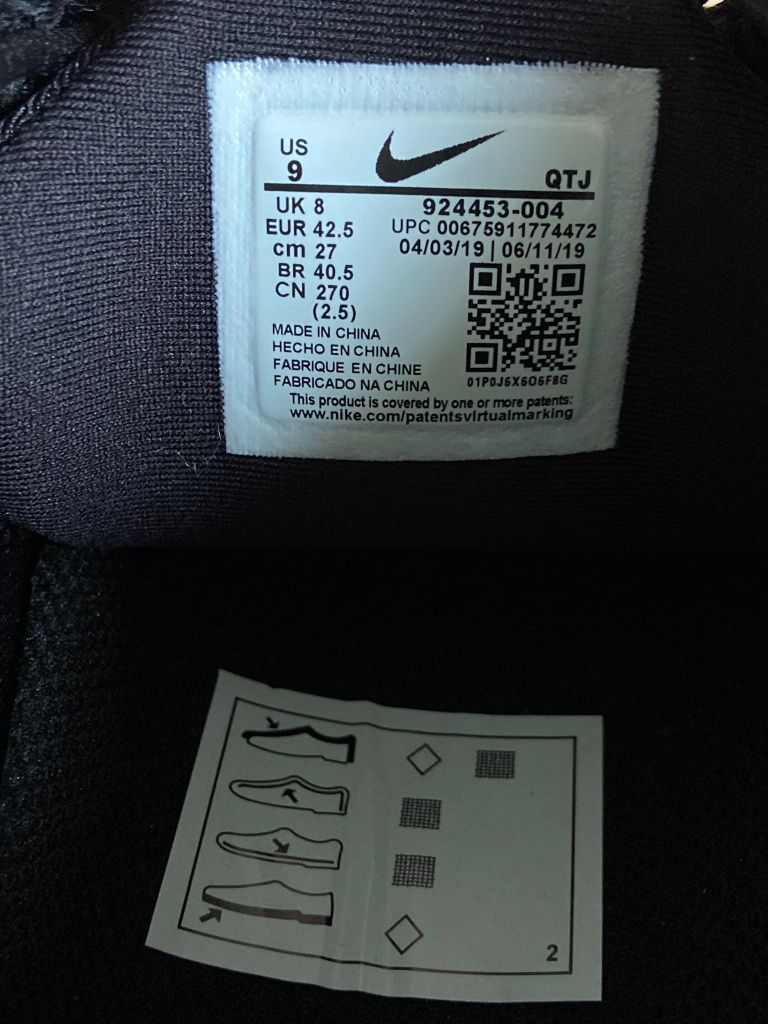 US
9
QTJ
UK 8
924453-004
EUR 42.5
UPC 00675911774472
cm 27
04/03/19 | 06/11/19
BR 40.5
CN 270
(2.5)
MADE IN CHINA
HECHO EN CHINA
FABRIQUE EN CHINE
FABRICADO NA CHINA
01P0J6X6O6F8G
This product is covered by one or more patents:
www.nike.com/patentsvirtualmarking
2